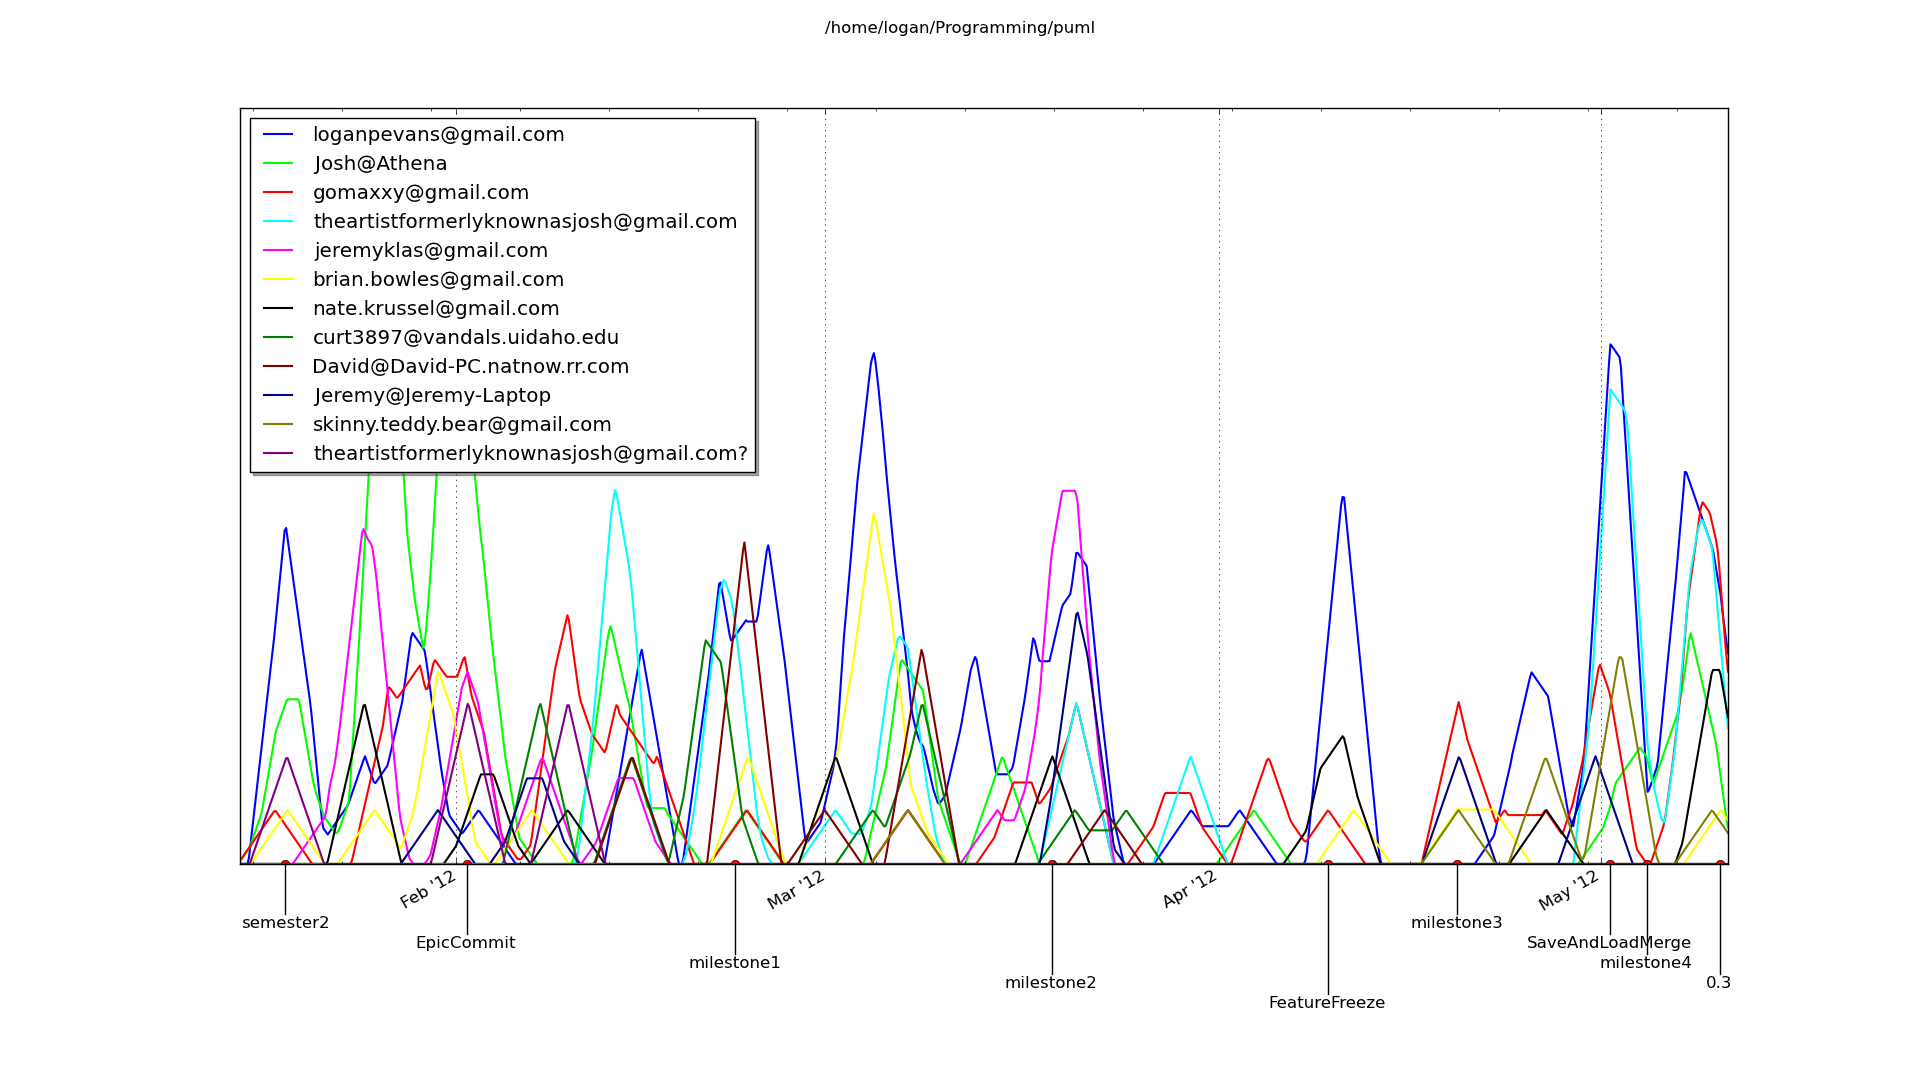 /home/logan/Programming/puml
loganpevans@gmail.com
Josh@Athena
gomaxxy@gmail.com
theartistformerlyknownasjosh@gmail.com
jeremyklas@gmail.com
brian.bowles@gmail.com
nate.krussel@gmail.com
curt3897@vandals.uidaho.edu
David@David-PC.natnow.rr.com
Jeremy@Jeremy-Laptop
skinny.teddy.bear@gmail.com
theartistformerlyknownasjosh@gmail.com?
Feb '12
Mar '12
Apr '12
May '12
semester2
milestone3
EpicCommit
SaveAndLoadMerge
milestone1
milestone4
milestone2
0.3
FeatureFreeze